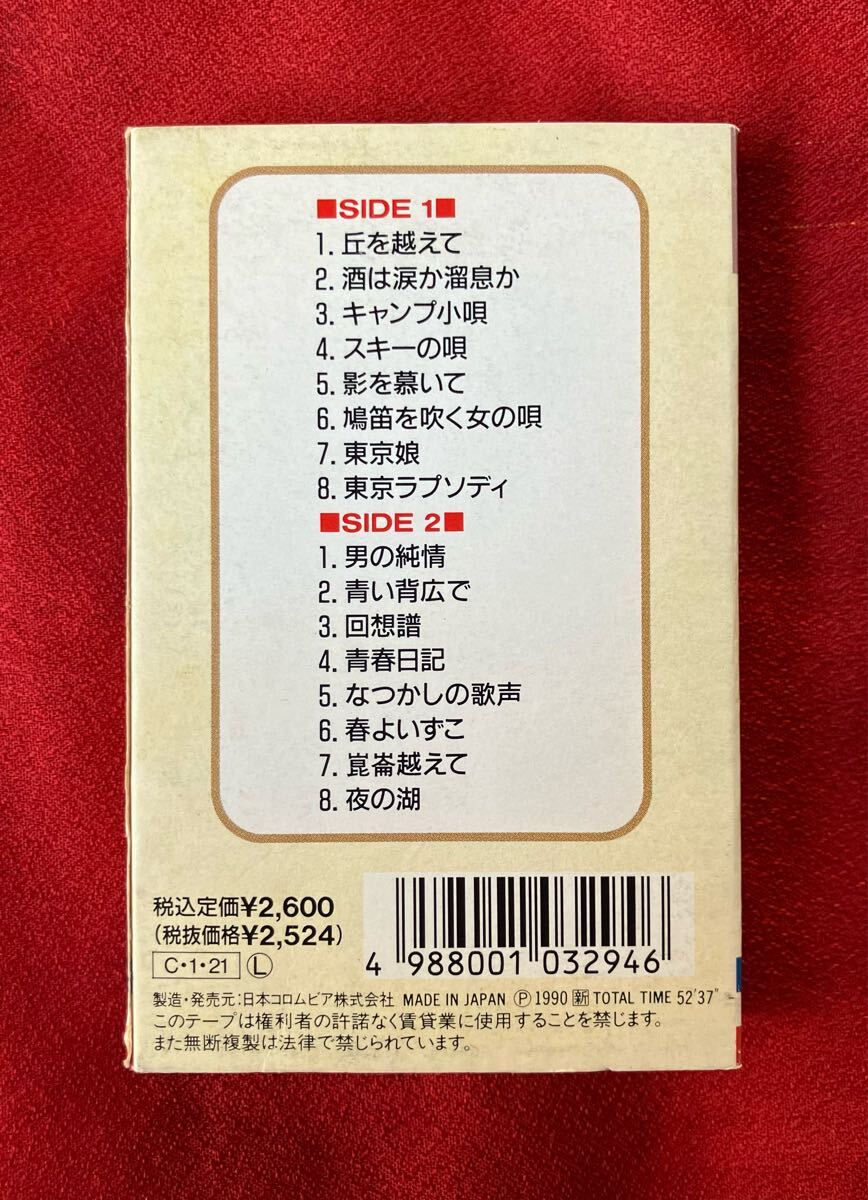 ■SIDE 1■
1. 丘を越えて
2. 酒は涙か溜息か
3. キャンプ小唄
4. スキーの唄
5. 影を慕いて
6. 鳩笛を吹く女の唄
7. 東京娘
8. 東京ラプソディ
■SIDE 2■
1. 男の純情
2. 青い背広で
3. 回想譜
4. 青春日記
5. なつかしの歌声
6. 春よいずこ
7. 崑崙越えて
8. 夜の湖
税込定価¥2,600
(税抜価格¥2,524)
C・1・21 Ⓛ
4 988001 032946
製造・発売元:日本コロムビア株式会社 MADE IN JAPAN Ⓟ 1990 新 TOTAL TIME 52'37"
このテープは権利者の許諾なく賃貸業に使用することを禁じます。
また無断複製は法律で禁じられています。